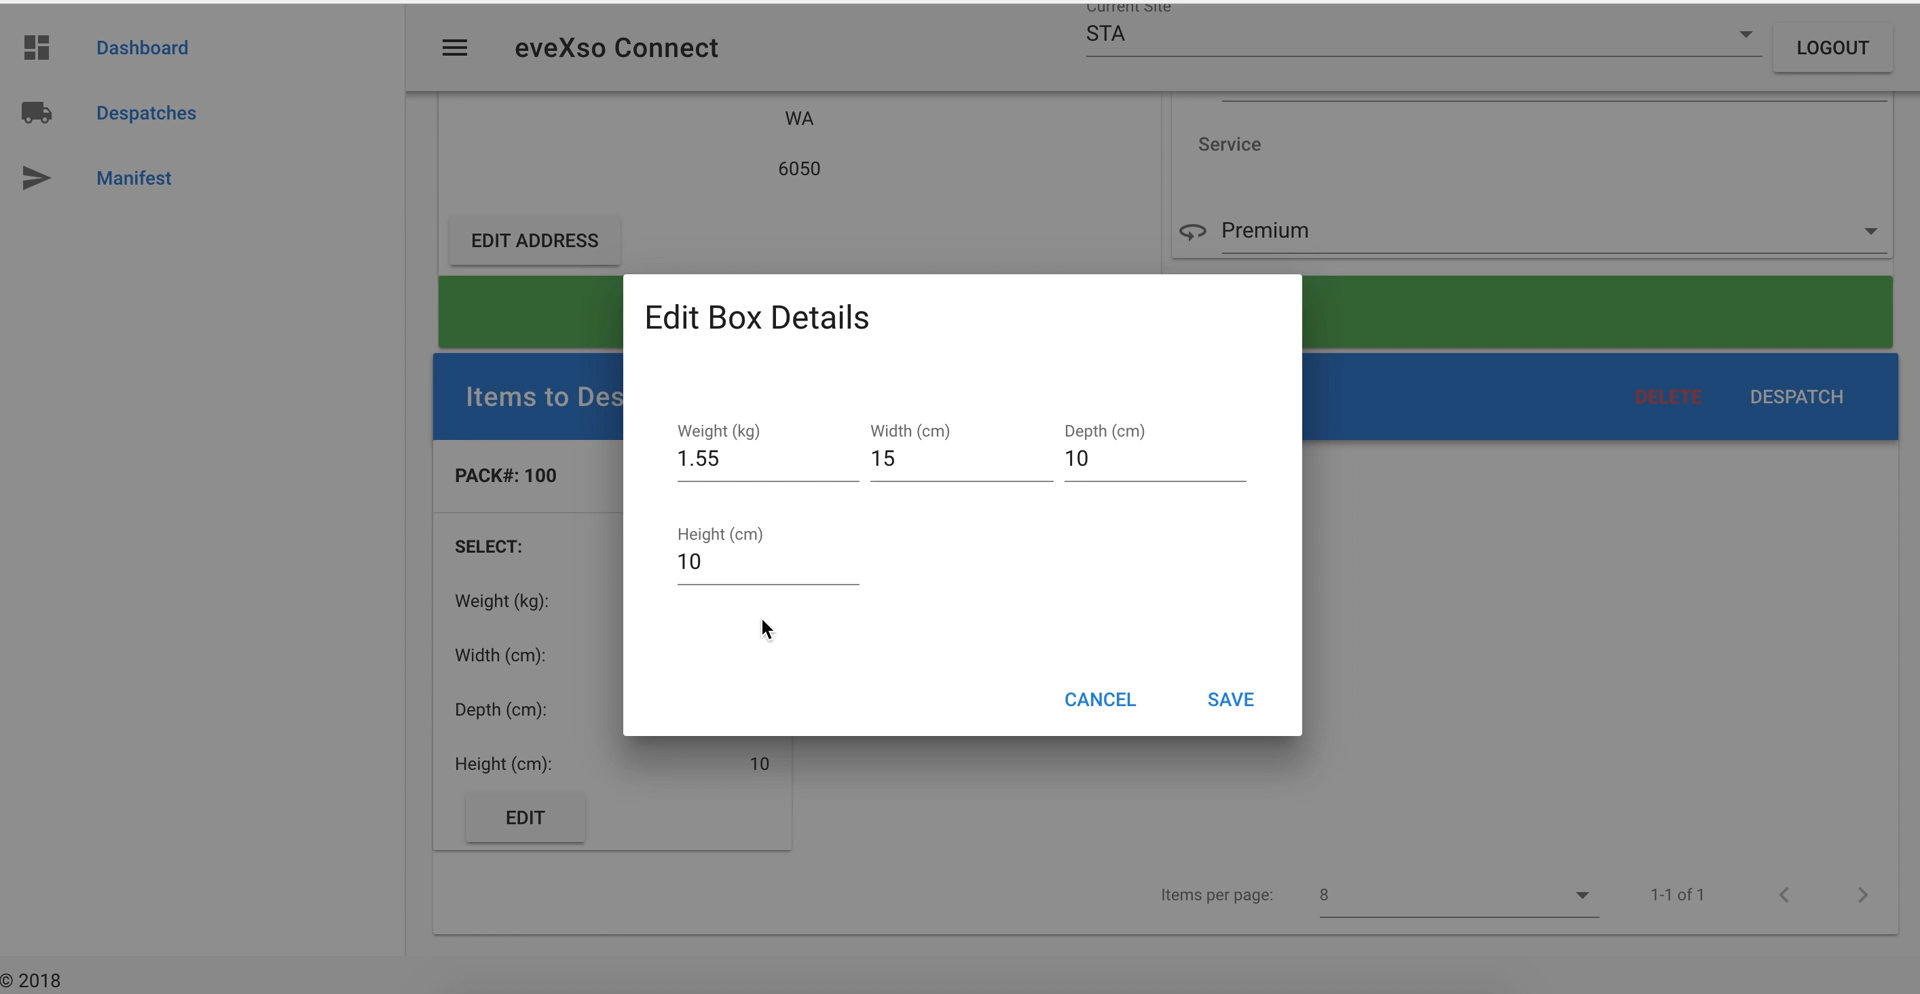 Dashboard
Despatches
Manifest
eveXso Connect
Current Site
STA
LOGOUT
WA
6050
EDIT ADDRESS
Service
Premium
Items to Des
DELETE
DESPATCH
PACK#: 100
SELECT:
Weight (kg):
Width (cm):
Depth (cm):
Height (cm): 10
EDIT
Edit Box Details
Weight (kg) Width (cm) Depth (cm)
1.55 15 10
Height (cm)
10
CANCEL SAVE
Items per page: 8 1-1 of 1
© 2018